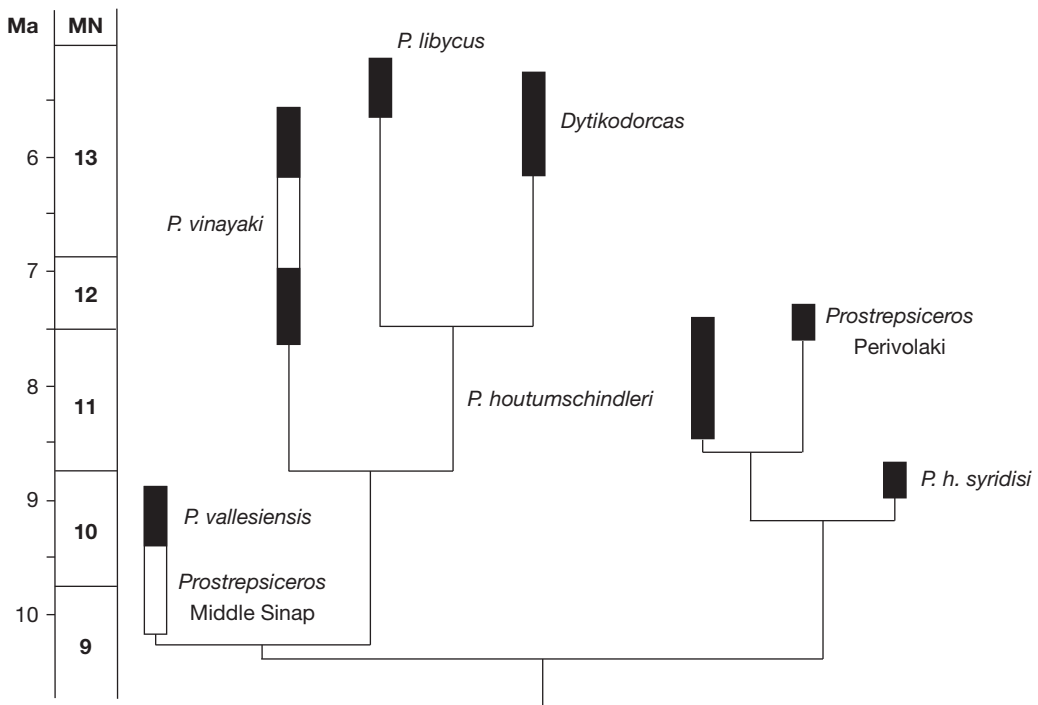 Ma MN
P. libycus
Dytikodorcas
6 13
P. vinayaki
7
12
Prostrepsiceros
Perivolaki
8
11
P. houtumschindleri
P. h. syridisi
9
P. vallesiensis
10
Prostrepsiceros
Middle Sinap
10
9